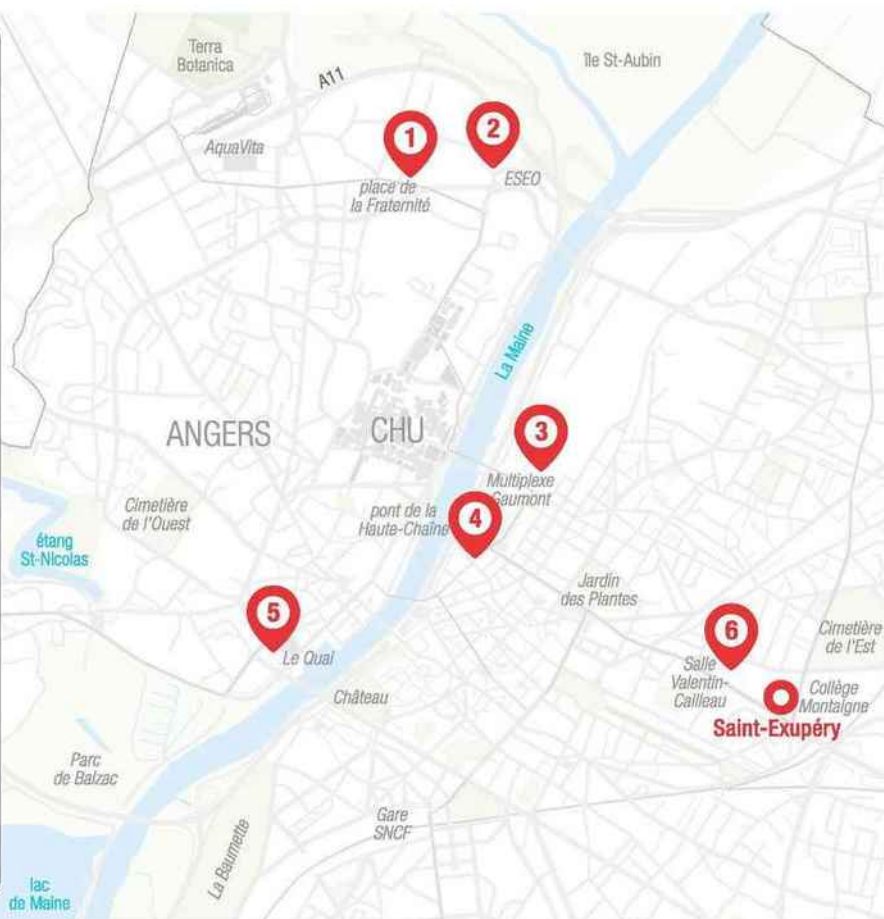 Terra
Botanica
A11
Île St-Aubin
1
2
AquaVita
place de
la Fraternité
ESEO
La Maine
ANGERS
CHU
3
Multiplexe
Gaumont
Cimetière
de l'Ouest
pont de la
Haute-Chaîne
4
étang
St-Nicolas
Jardin
des Plantes
5
Le Quai
6
Cimetière
de l'Est
Salle
Valentin-
Cailleau
Château
Collège
Montaigne
Saint-Exupéry
Parc
de Balzac
Gare
SNCF
La Baumette
lac
de Maine